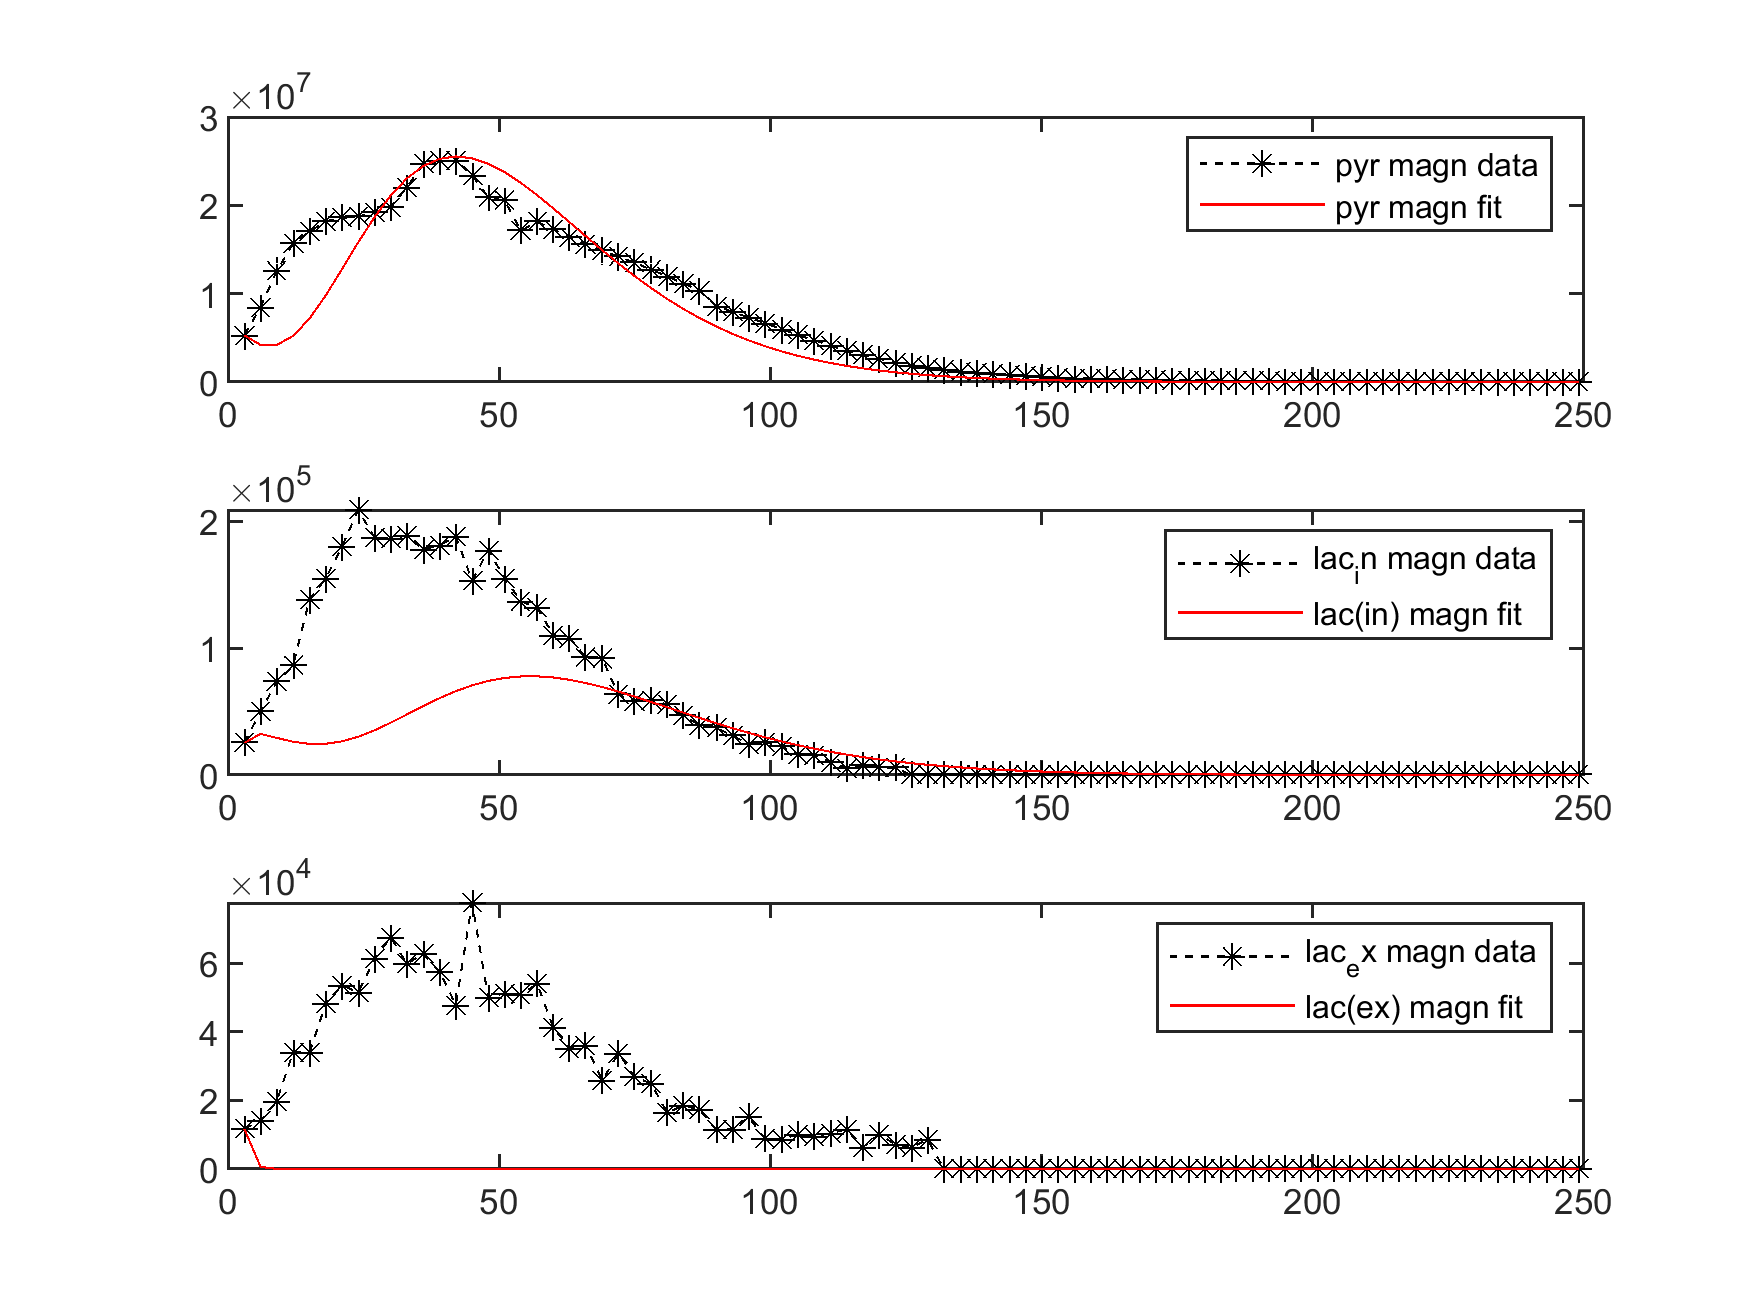 ×10^7
3
2
1
0
0 50 100 150 200 250
pyr magn data
pyr magn fit
×10^5
2
1
0
0 50 100 150 200 250
lac_in magn data
lac(in) magn fit
×10^4
6
4
2
0
0 50 100 150 200 250
lac_ex magn data
lac(ex) magn fit